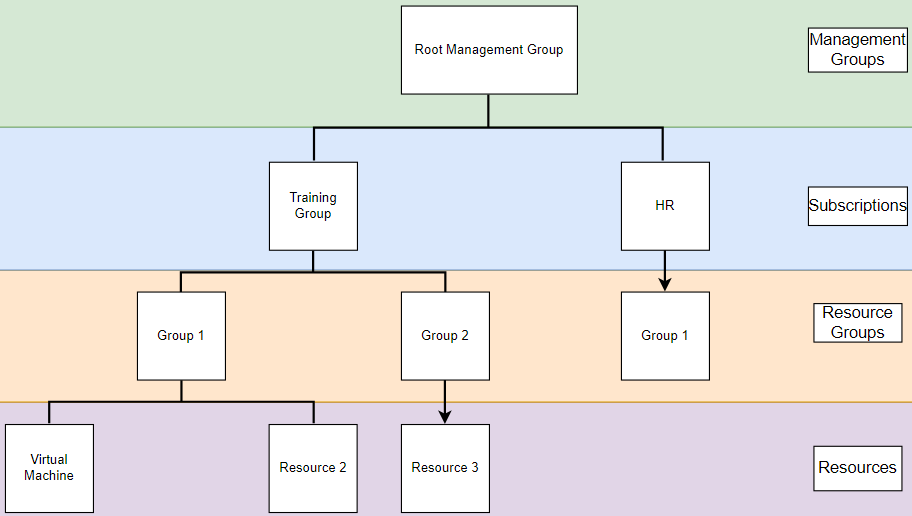 Root Management Group
Management
Groups
Training
Group
HR
Subscriptions
Group 1
Group 2
Group 1
Resource
Groups
Virtual
Machine
Resource 2
Resource 3
Resources